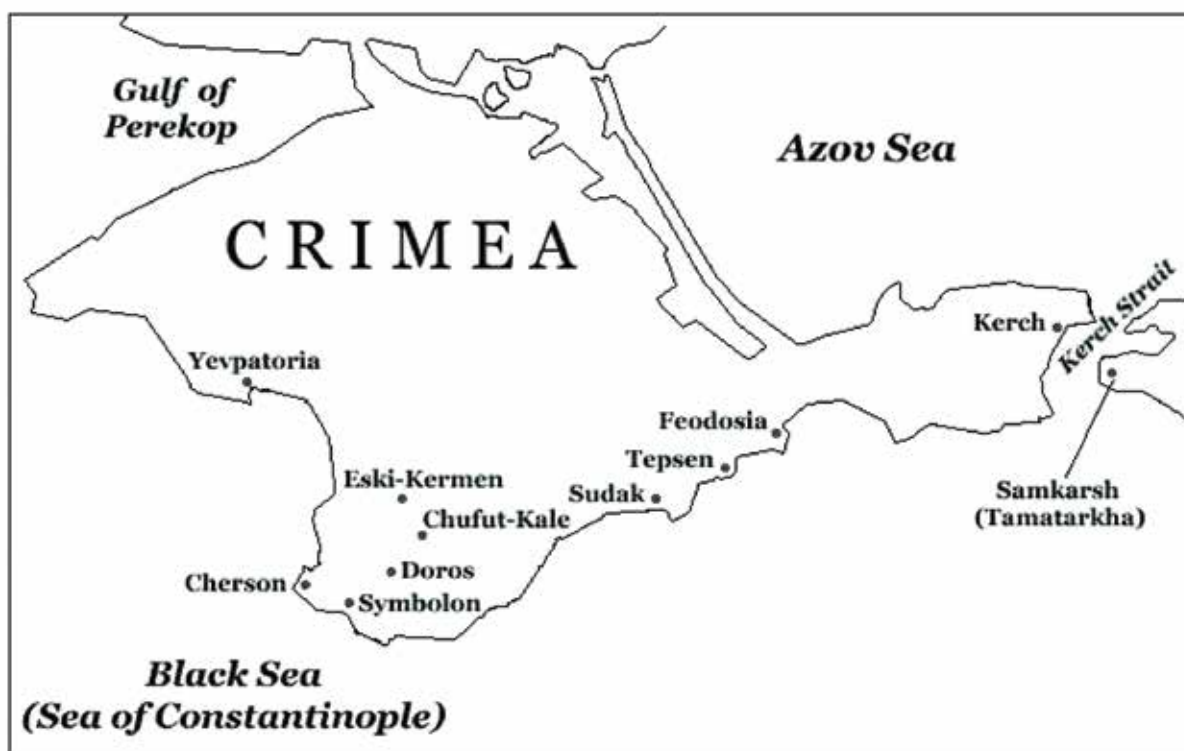 Gulf of
Perekop
Azov Sea
CRIMEA
Kerch Strait
Kerch
Yevpatoria
Feodosia
Tepsen
Eski-Kermen
Sudak
Samkarsh
(Tamatarkha)
Chufut-Kale
Doros
Cherson
Symbolon
Black Sea
(Sea of Constantinople)